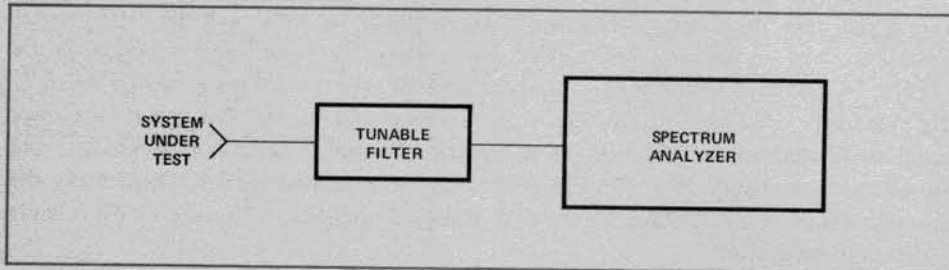 SYSTEM
UNDER
TEST
TUNABLE
FILTER
SPECTRUM
ANALYZER